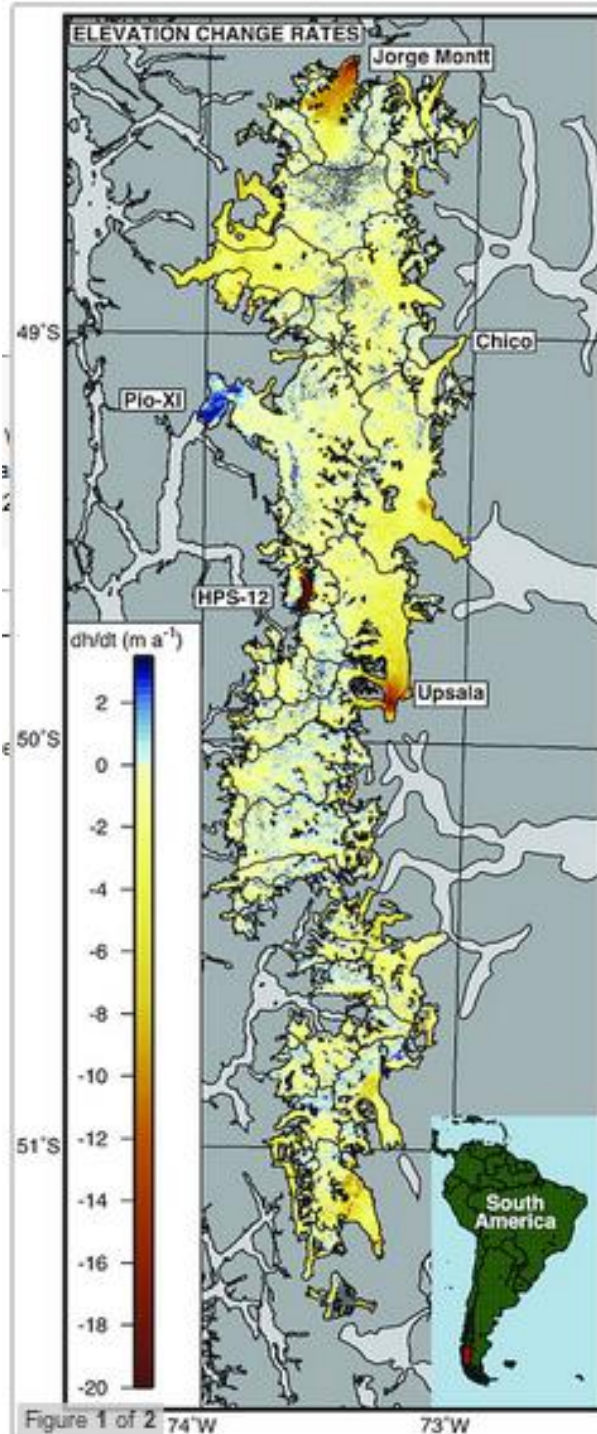 ELEVATION CHANGE RATES
Jorge Montt
49°S
Chico
Pio-XI
HPS-12
dh/dt (m a⁻¹)
2
0
-2
-4
-6
-8
-10
-12
-14
-16
-18
-20
Upsala
50°S
51°S
South
America
Figure 1 of 2
74°W
73°W